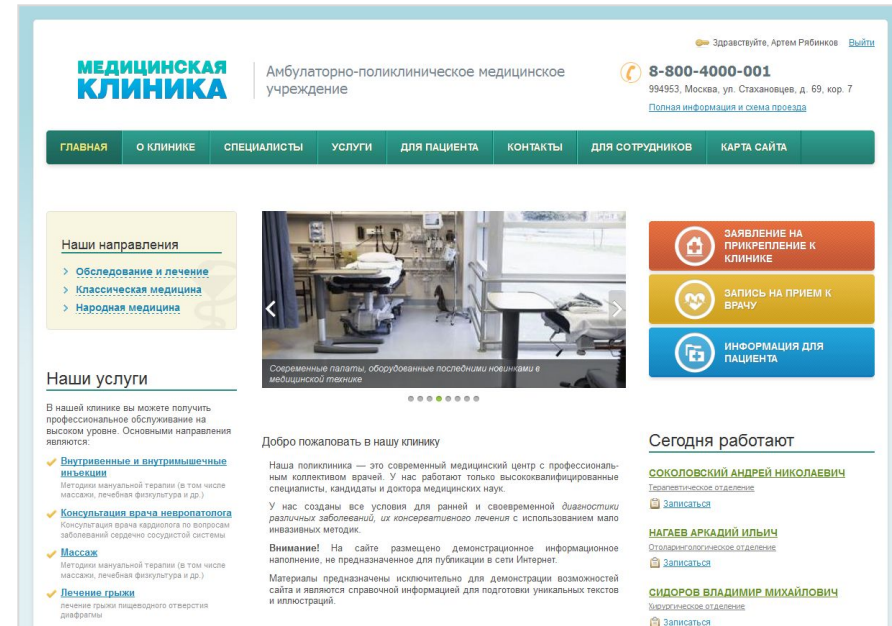 Здравствуйте, Артем Рябинков Выйти
МЕДИЦИНСКАЯ
КЛИНИКА
Амбулаторно-поликлиническое медицинское
учреждение
8-800-4000-001
994953, Москва, ул. Стахановцев, д. 69, кор. 7
Полная информация и схема проезда
ГЛАВНАЯ О КЛИНИКЕ СПЕЦИАЛИСТЫ УСЛУГИ ДЛЯ ПАЦИЕНТА КОНТАКТЫ ДЛЯ СОТРУДНИКОВ КАРТА САЙТА
Наши направления
Обследование и лечение
Классическая медицина
Народная медицина
Наши услуги
В нашей клинике вы можете получить
профессиональное обслуживание на
высоком уровне. Основными направления
являются:
Внутривенные и внутримышечные
инъекции
Методики мануальной терапии (в том числе
массажи, лечебная физкультура и др.)
Консультация врача невропатолога
Консультация врача кардиолога по вопросам
заболеваний сердечно сосудистой системы
Массаж
Методики мануальной терапии (в том числе
массажи, лечебная физкультура и др.)
Лечение грыжи
лечение грыжи пищеводного отверстия
диафрагмы
Современные палаты, оборудованные последними новинками в
медицинской технике
Добро пожаловать в нашу клинику
Наша поликлиника — это современный медицинский центр с профессиональ-
ным коллективом врачей. У нас работают только высококвалифицированные
специалисты, кандидаты и доктора медицинских наук.
У нас созданы все условия для ранней и своевременной диагностики
различных заболеваний, их консервативного лечения с использованием мало
инвазивных методик.
Внимание! На сайте размещено демонстрационное информационное
наполнение, не предназначенное для публикации в сети Интернет.
Материалы предназначены исключительно для демонстрации возможностей
сайта и являются справочной информацией для подготовки уникальных текстов
и иллюстраций.
ЗАЯВЛЕНИЕ НА
ПРИКРЕПЛЕНИЕ К
КЛИНИКЕ
ЗАПИСЬ НА ПРИЕМ К
ВРАЧУ
ИНФОРМАЦИЯ ДЛЯ
ПАЦИЕНТА
Сегодня работают
СОКОЛОВСКИЙ АНДРЕЙ НИКОЛАЕВИЧ
Терапевтическое отделение
Записаться
НАГАЕВ АРКАДИЙ ИЛЬИЧ
Отоларингологическое отделение
Записаться
СИДОРОВ ВЛАДИМИР МИХАЙЛОВИЧ
Хирургическое отделение
Записаться